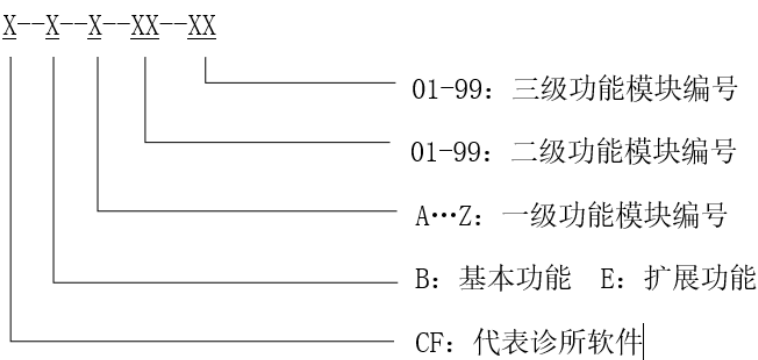 X--X--X--XX--XX
01-99：三级功能模块编号
01-99：二级功能模块编号
A…Z：一级功能模块编号
B：基本功能  E：扩展功能
CF：代表诊所软件